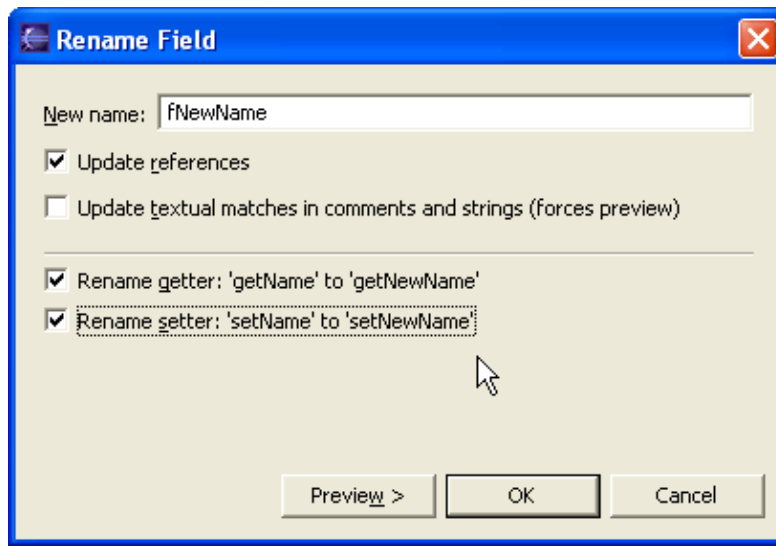 Rename Field
New name: fNewName
Update references
Update textual matches in comments and strings (forces preview)
Rename getter: 'getName' to 'getNewName'
Rename setter: 'setName' to 'setNewName'
Preview > OK Cancel